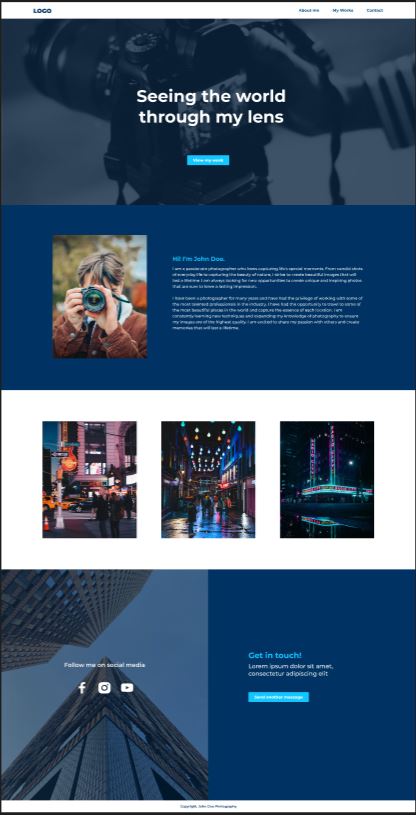 LOGO
About me
My Works
Contact
Seeing the world
through my lens
View my work
Hi! I'm John Doe.
I am a passionate photographer who loves capturing life's special moments. From candid shots
of everyday life to capturing the beauty of nature, I strive to create beautiful images that will
last a lifetime. I am always looking for new opportunities to create unique and inspiring photos
that are sure to leave a lasting impression.
I have been a photographer for many years and have had the privilege of working with some of
the most talented professionals in the industry. I have had the opportunity to travel to some of
the most beautiful places in the world and capture the essence of each location. I am
constantly learning new techniques and expanding my knowledge of photography to ensure
my images are of the highest quality. I am excited to share my passion with others and create
memories that will last a lifetime.
Follow me on social media
Get in touch!
Lorem ipsum dolor sit amet,
consectetur adipiscing elit
Send another message
Copyright, John Doe Photography